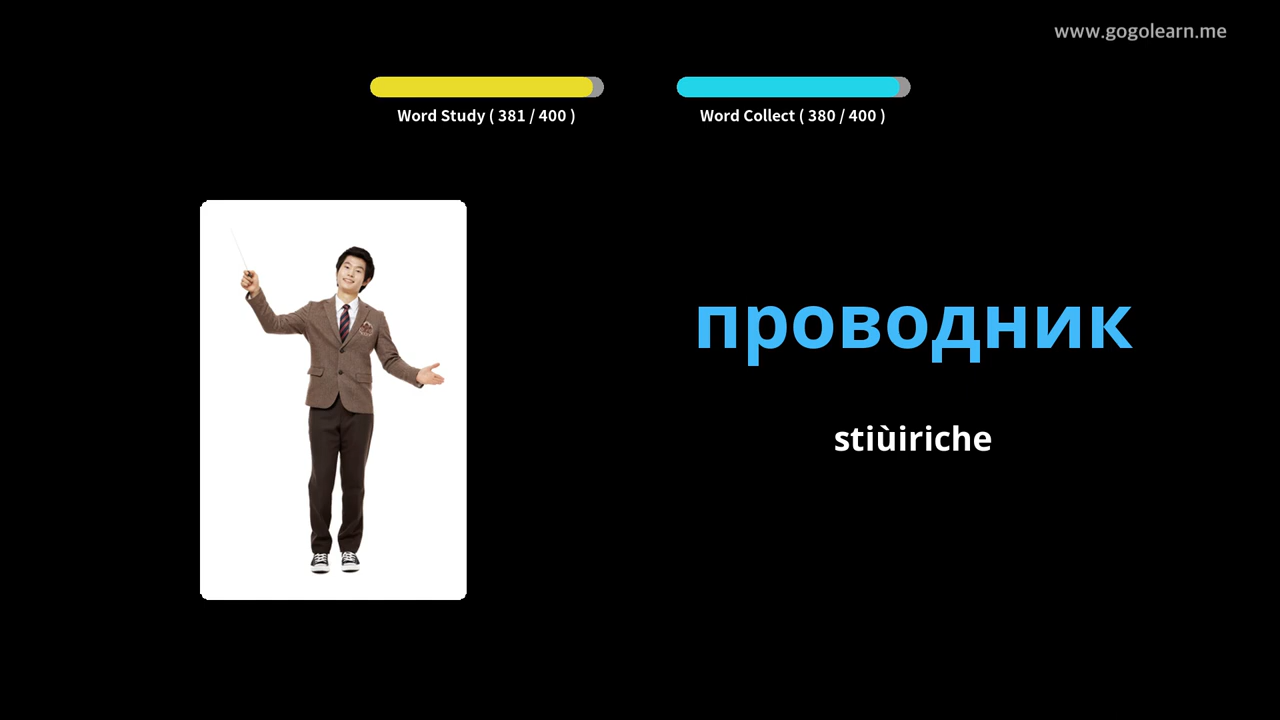 www.gogolearn.me
Word Study ( 381 / 400 )
Word Collect ( 380 / 400 )
проводник
stiùiriche